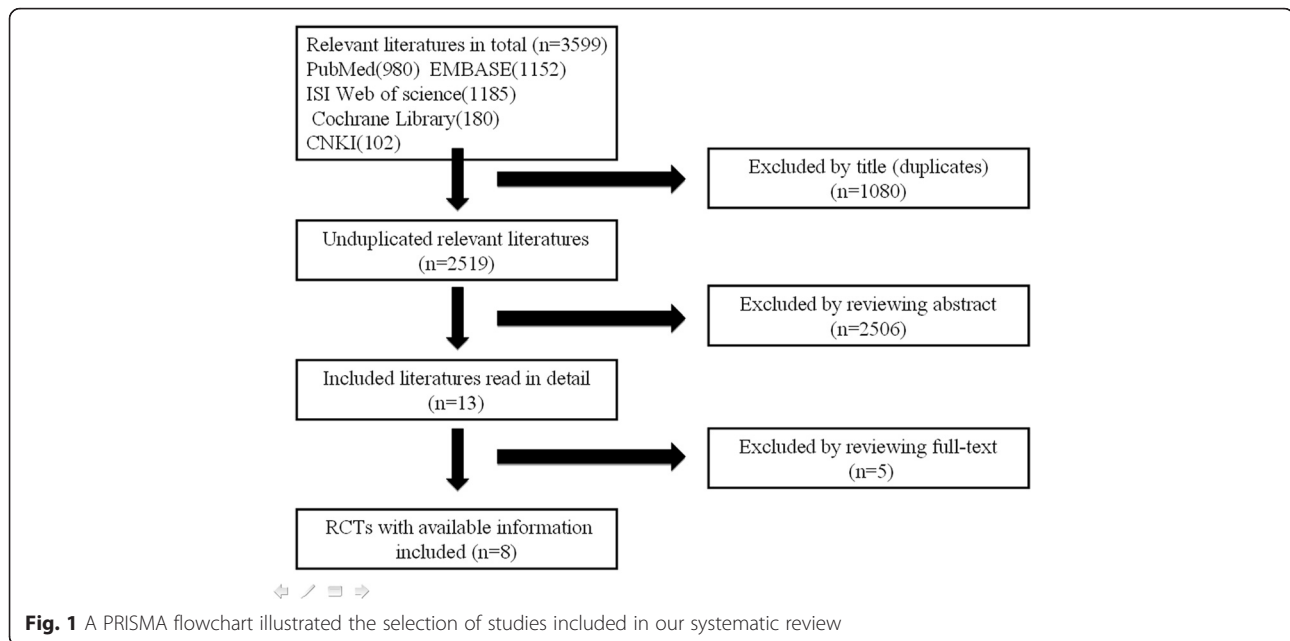 Relevant literatures in total (n=3599)
PubMed(980) EMBASE(1152)
ISI Web of science(1185)
Cochrane Library(180)
CNKI(102)
Excluded by title (duplicates)
(n=1080)
Unduplicated relevant literatures
(n=2519)
Excluded by reviewing abstract
(n=2506)
Included literatures read in detail
(n=13)
Excluded by reviewing full-text
(n=5)
RCTs with available information
included (n=8)
Fig. 1 A PRISMA flowchart illustrated the selection of studies included in our systematic review